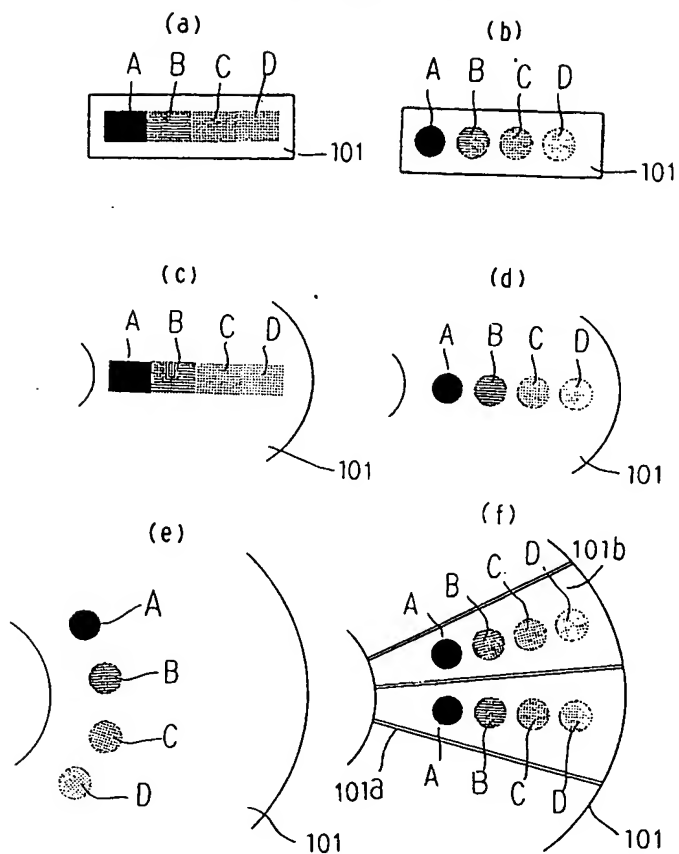 (a)
A B C D
101
(b)
A B C D
101
(c)
A B C D
101
(d)
A B C D
101
(e)
A
B
C
D
101
(f)
A B C D 101b
A B C D
101a
101